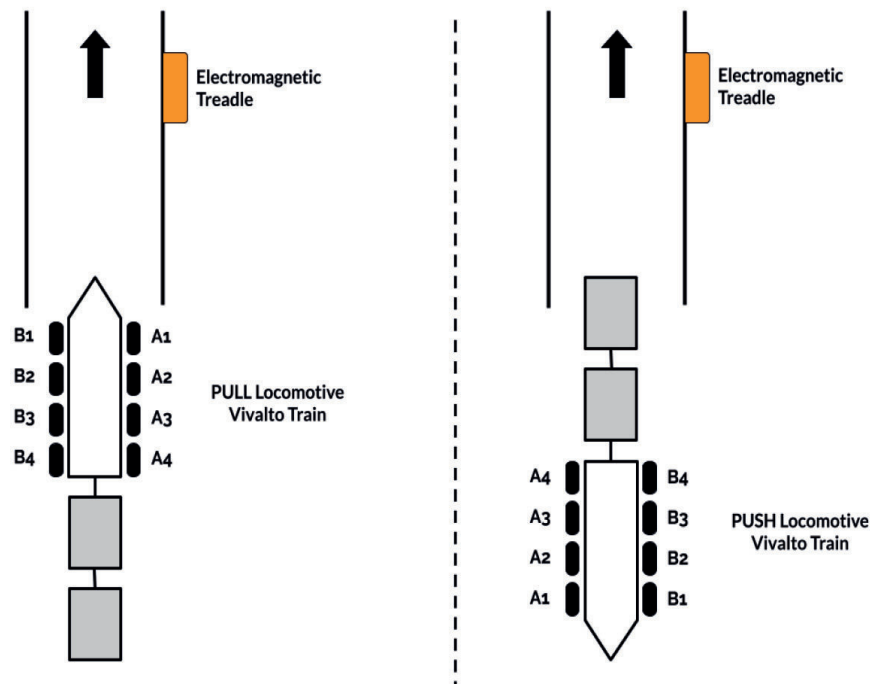 Electromagnetic
Treadle
B1 A1
B2 A2
B3 A3
B4 A4
PULL Locomotive
Vivalto Train
Electromagnetic
Treadle
A4 B4
A3 B3
A2 B2
A1 B1
PUSH Locomotive
Vivalto Train